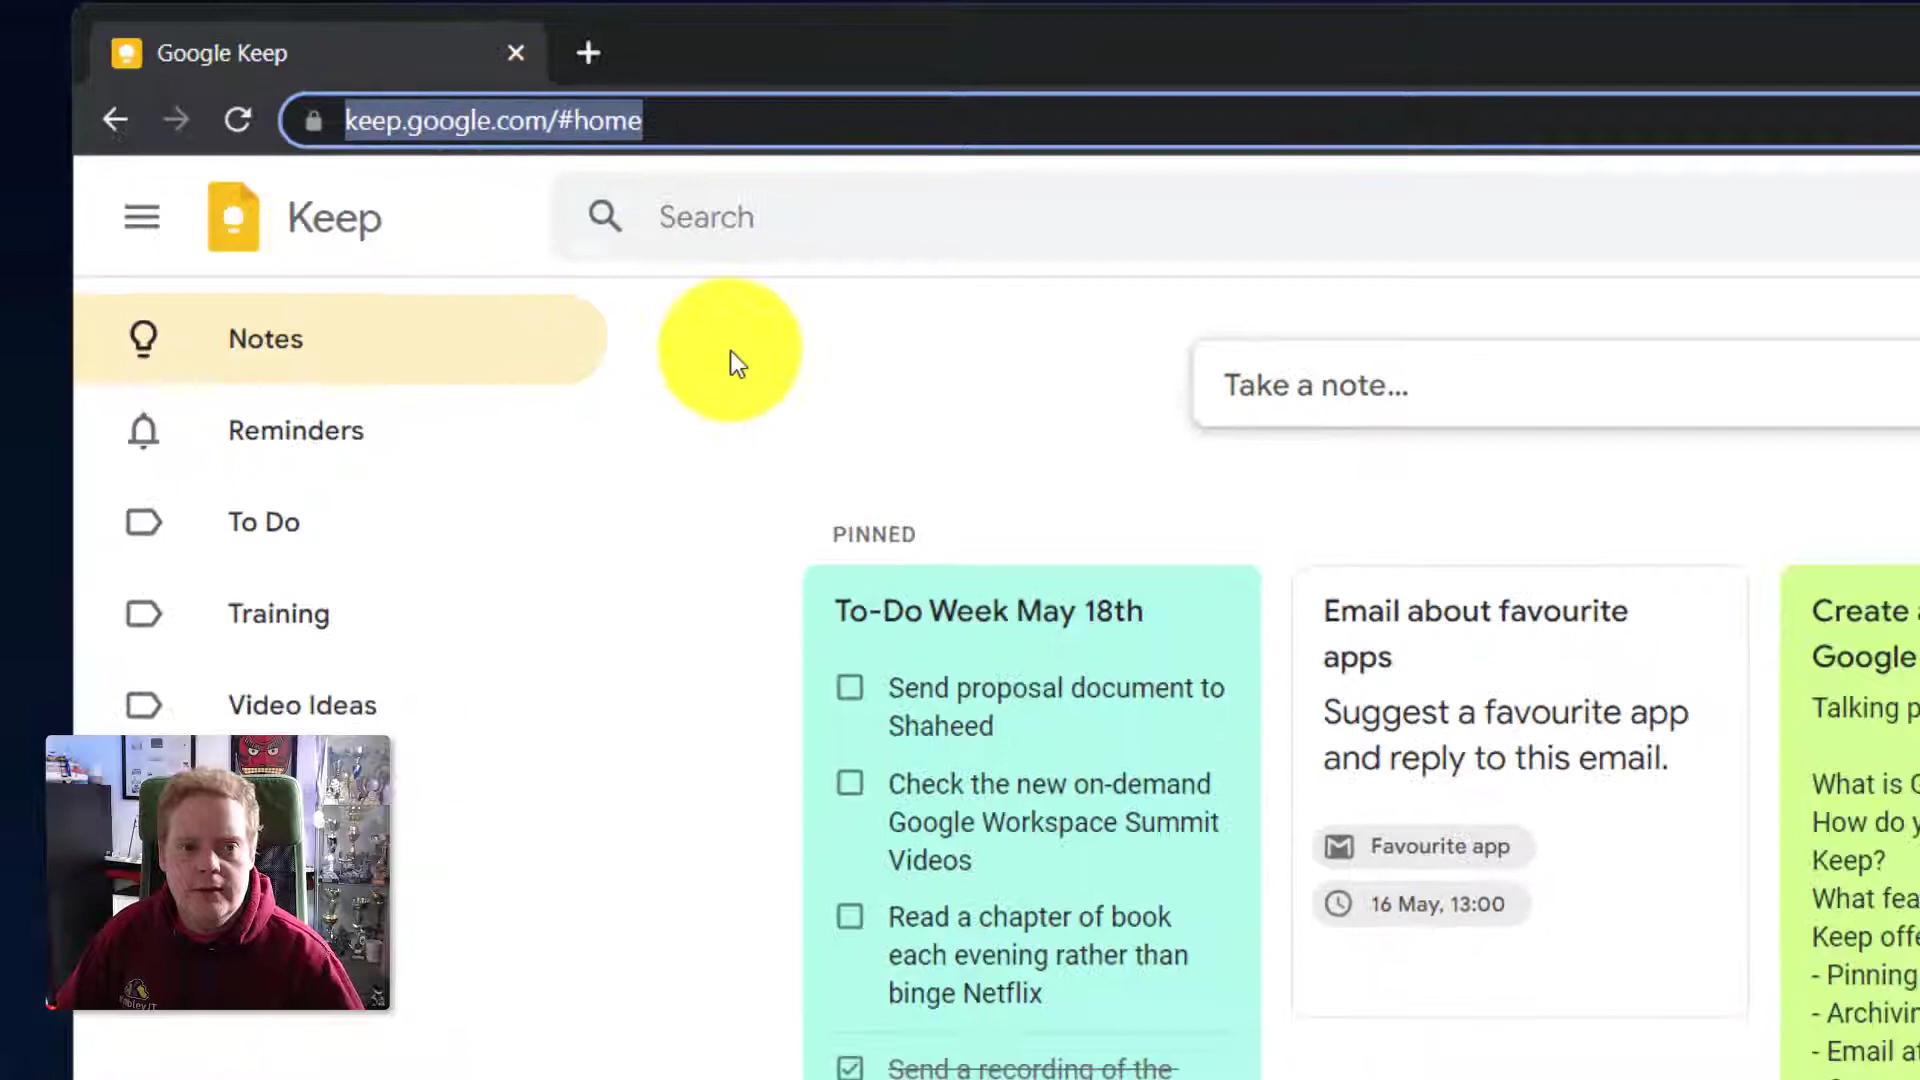 Google Keep
keep.google.com/#home
Keep
Search
Notes
Reminders
To Do
Training
Video Ideas
Take a note...
PINNED
To-Do Week May 18th
Send proposal document to
Shaheed
Check the new on-demand
Google Workspace Summit
Videos
Read a chapter of book
each evening rather than
binge Netflix
Send a recording of the
Email about favourite
apps
Suggest a favourite app
and reply to this email.
Favourite app
16 May, 13:00
Create
Google
Talking
What is
How do
Keep?
What
Keep
- Pinning
-
- Email